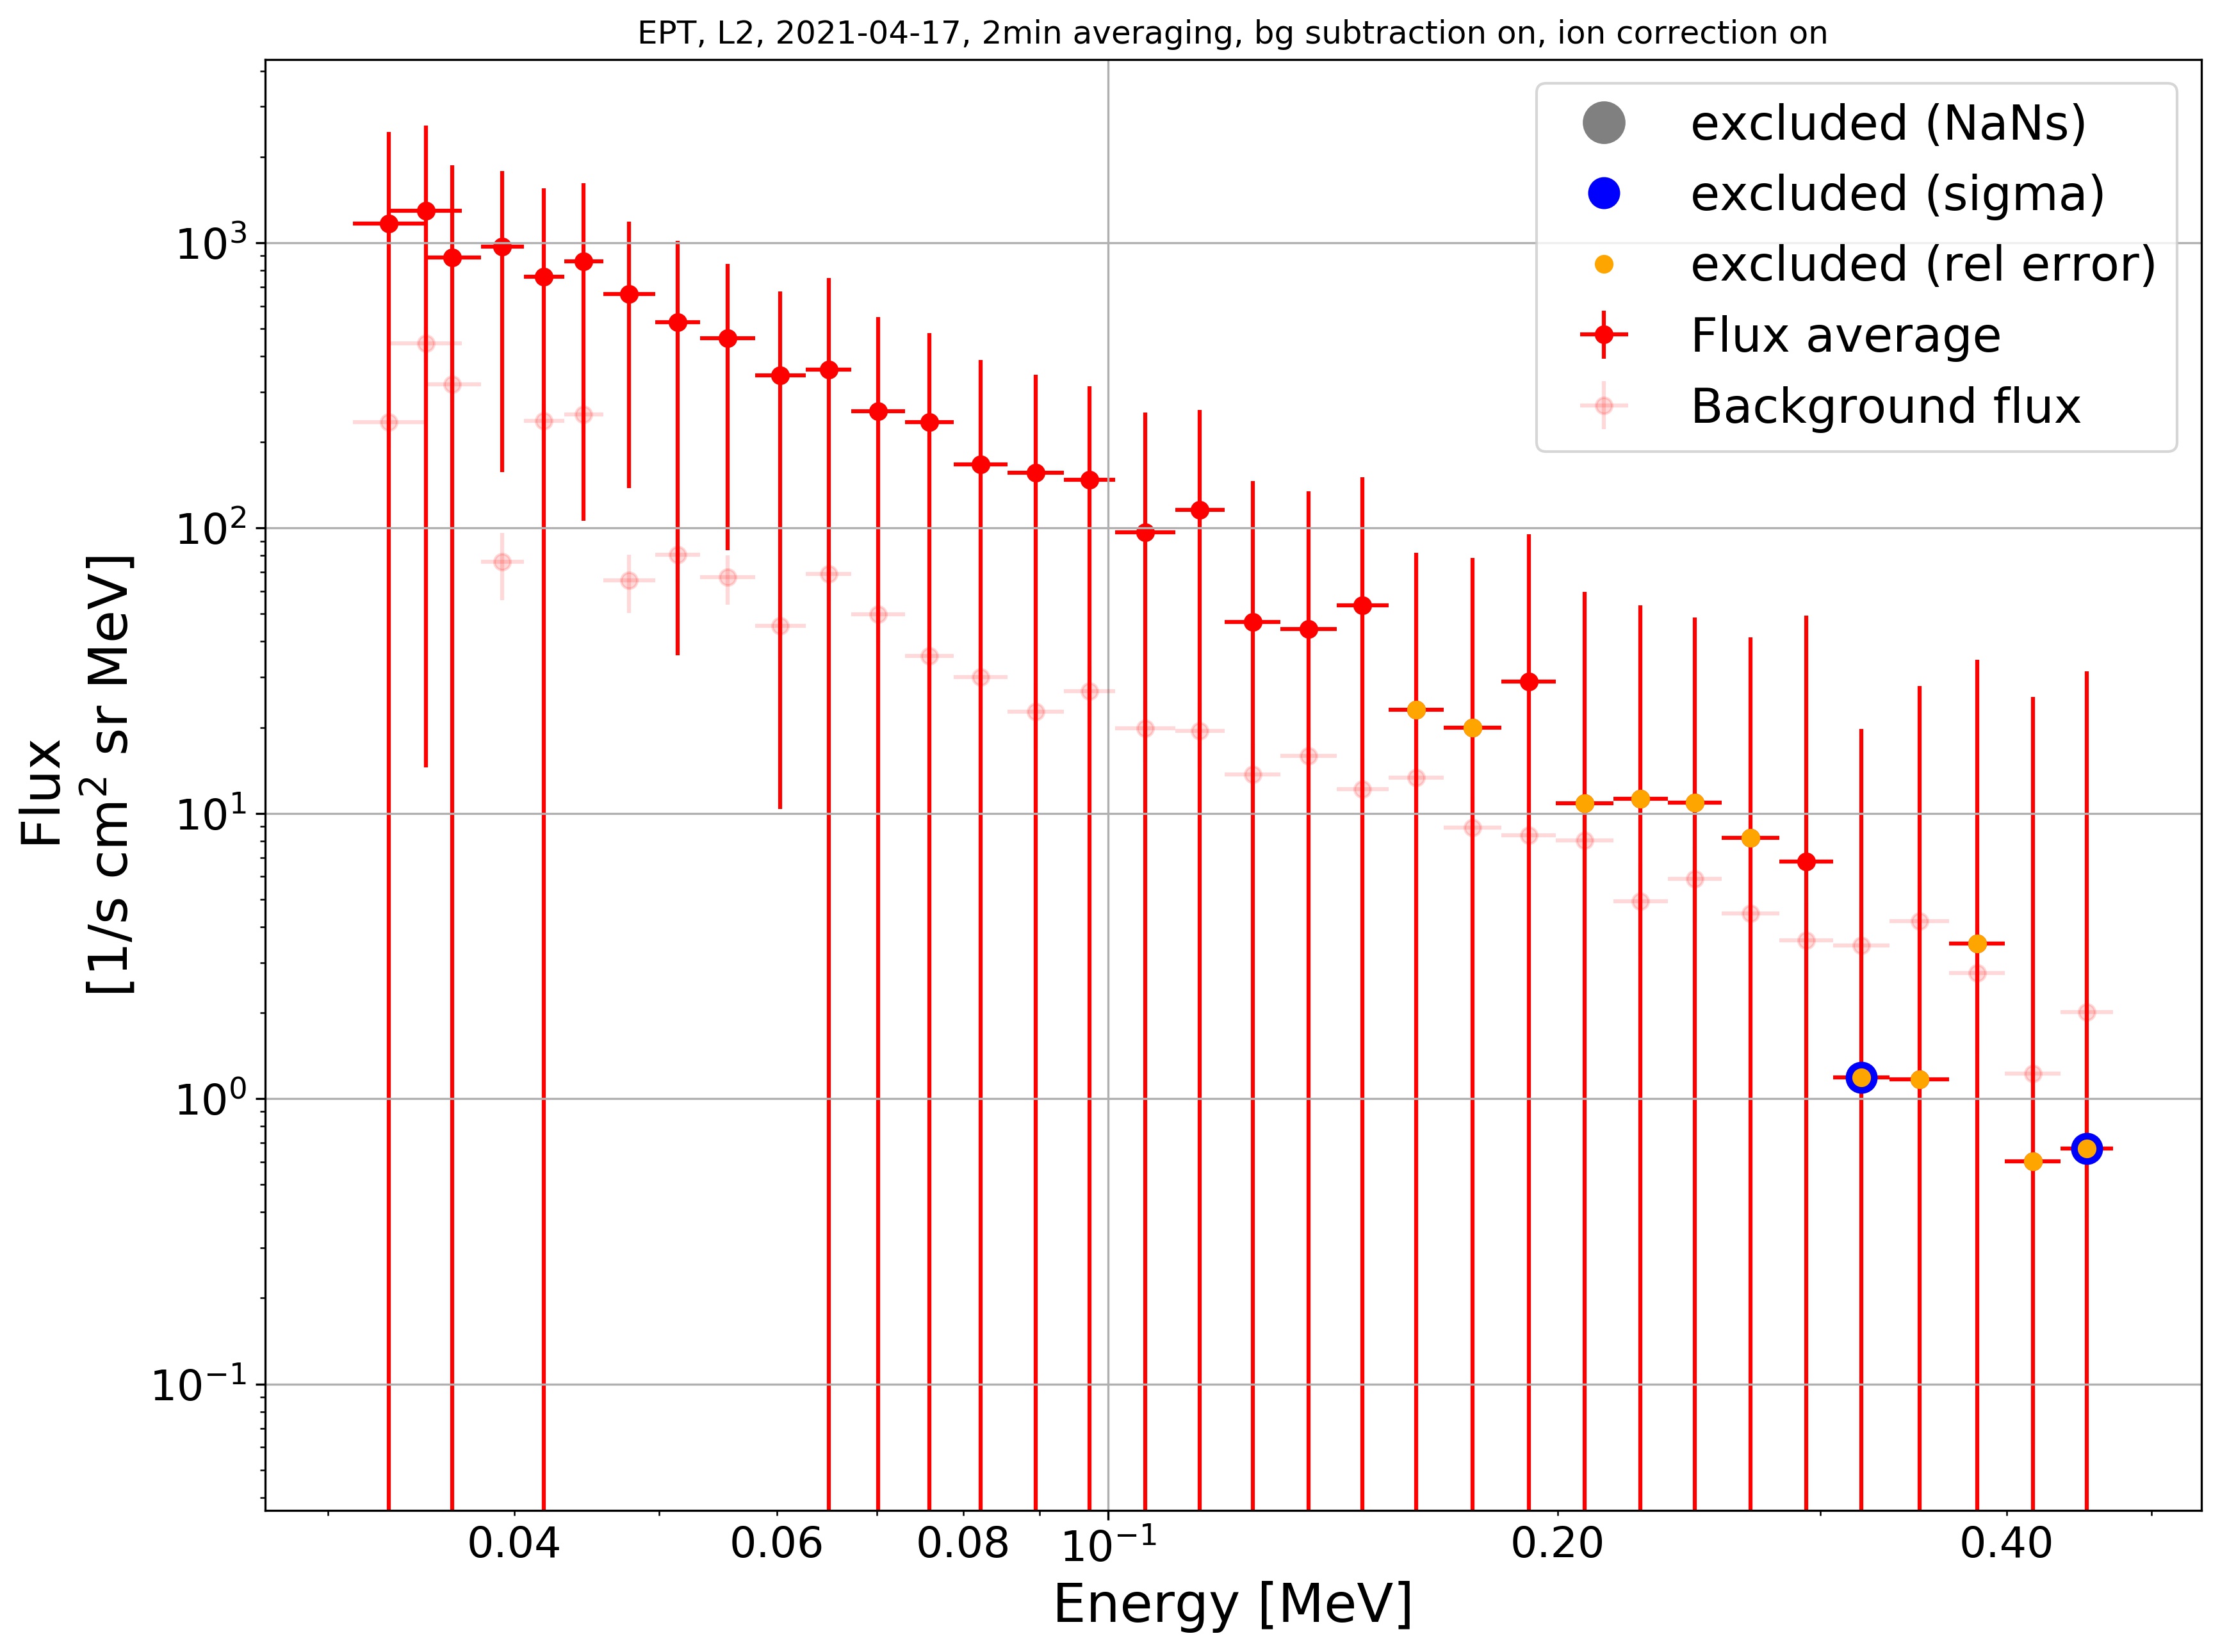 EPT, L2, 2021-04-17, 2min averaging, bg subtraction on, ion correction on
excluded (NaNs)
excluded (sigma)
excluded (rel error)
Flux average
Background flux
10³
10²
10¹
10⁰
10⁻¹
Flux
[1/s cm² sr MeV]
0.04
0.06
0.08
10⁻¹
0.20
0.40
Energy [MeV]